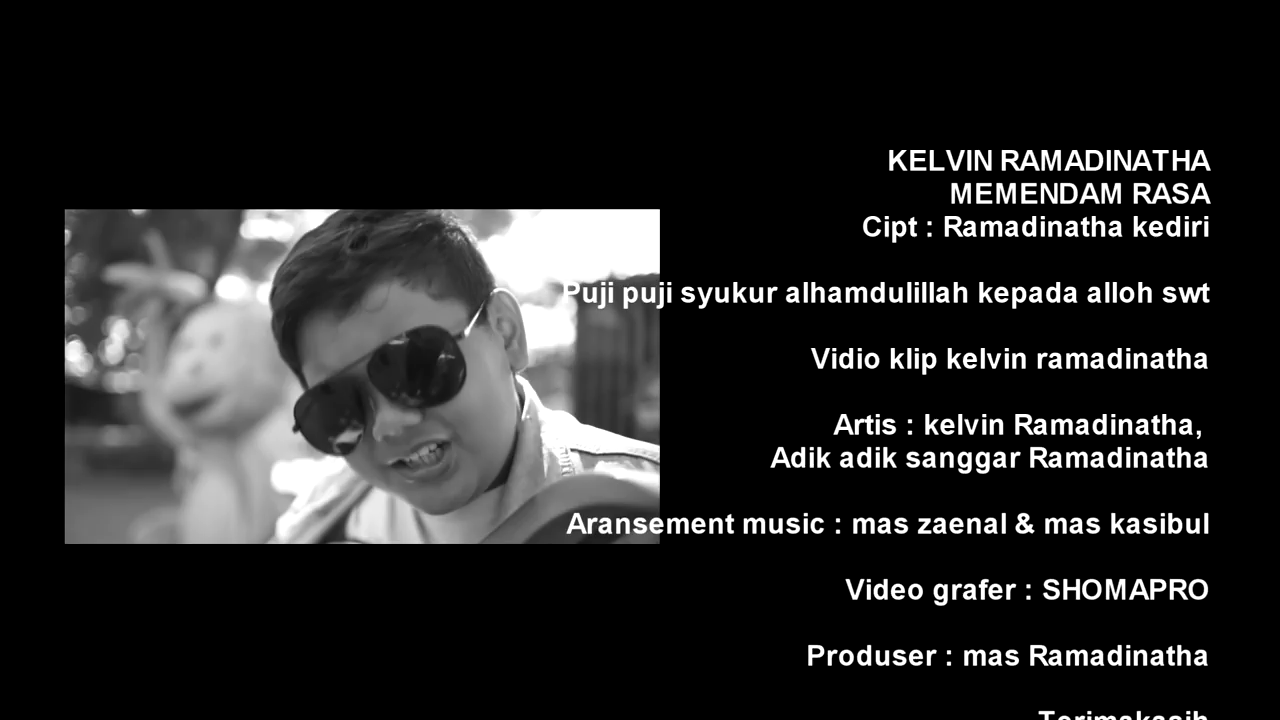 KELVIN RAMADINATHA
MEMENDAM RASA
Cipt : Ramadinatha kediri
Puji puji syukur alhamdulillah kepada alloh swt
Vidio klip kelvin ramadinatha
Artis : kelvin Ramadinatha,
Adik adik sanggar Ramadinatha
Aransement music : mas zaenal & mas kasibul
Video grafer : SHOMAPRO
Produser : mas Ramadinatha
Terimakasih